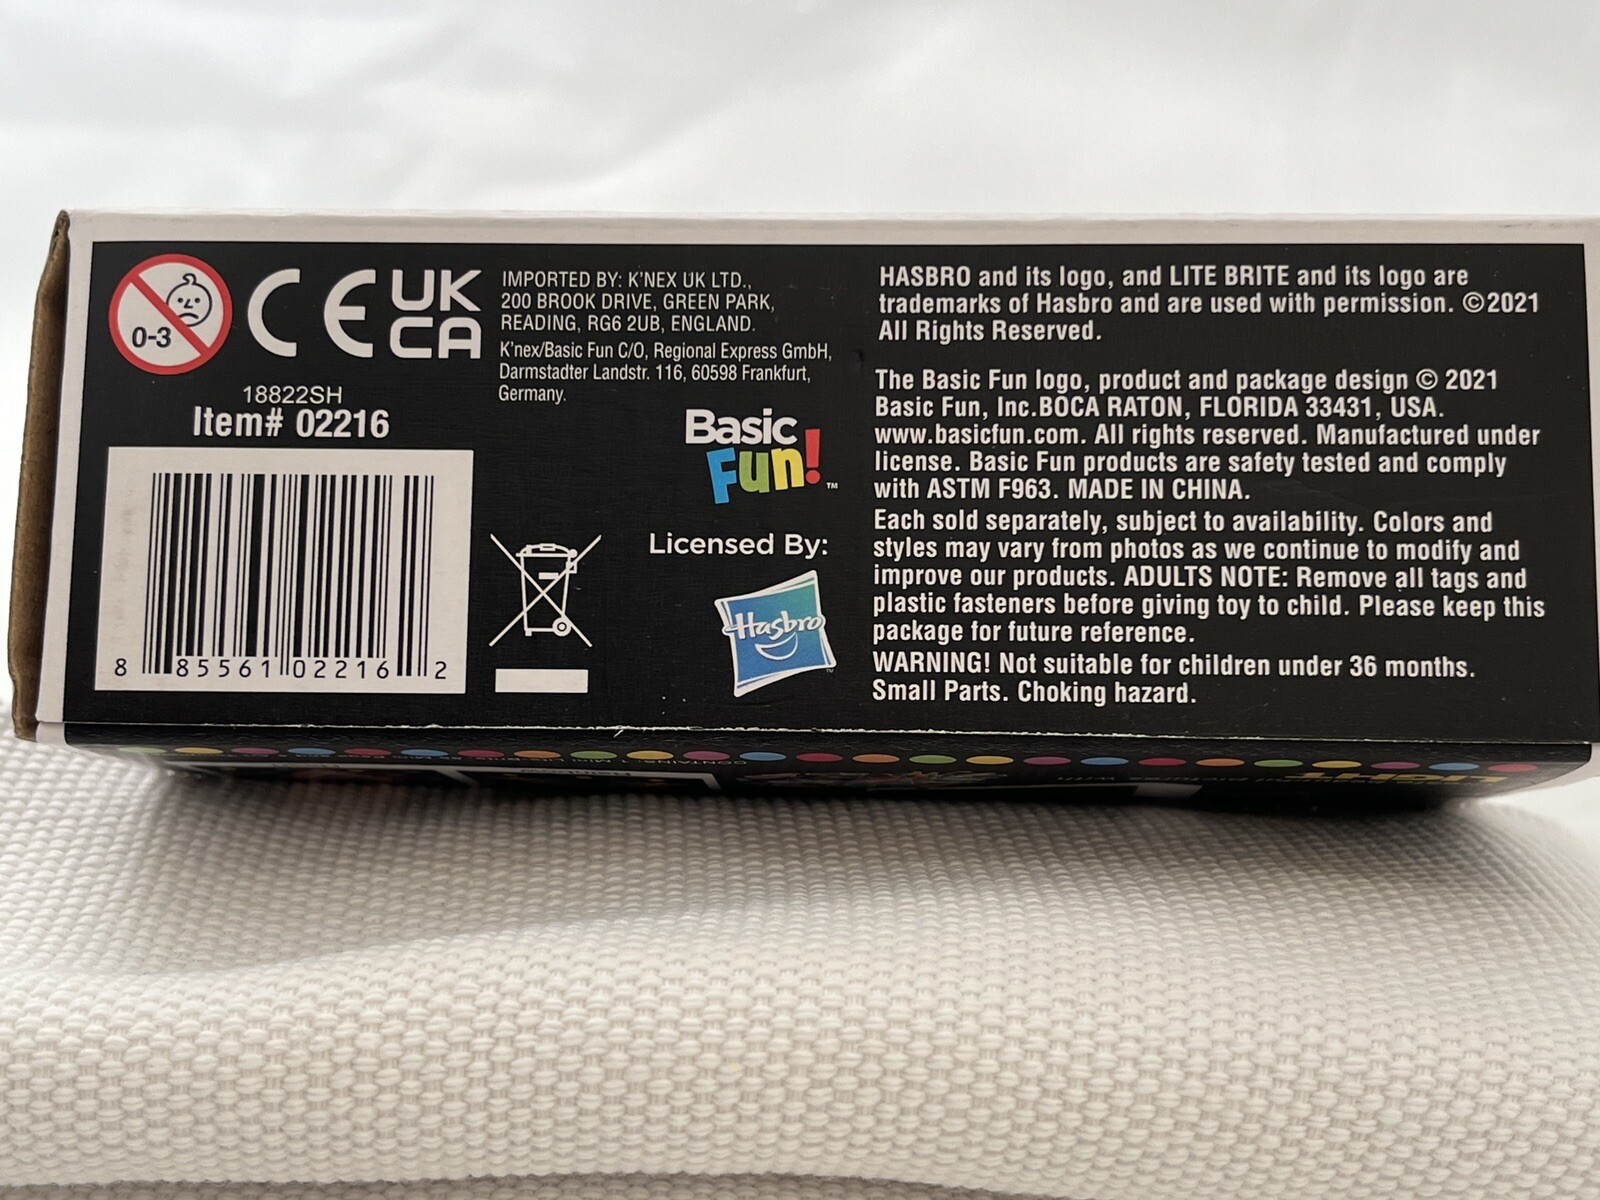 0-3
CE
UK
CA
18822SH
Item# 02216
8 85561 02216 2
IMPORTED BY: K'NEX UK LTD.,
200 BROOK DRIVE, GREEN PARK,
READING, RG6 2UB, ENGLAND.
K'nex/Basic Fun C/O, Regional Express GmbH,
Darmstadter Landstr. 116, 60598 Frankfurt,
Germany.
Basic
Fun!™
Licensed By:
Hasbro
™
HASBRO and its logo, and LITE BRITE and its logo are
trademarks of Hasbro and are used with permission. ©2021
All Rights Reserved.
The Basic Fun logo, product and package design © 2021
Basic Fun, Inc.BOCA RATON, FLORIDA 33431, USA.
www.basicfun.com. All rights reserved. Manufactured under
license. Basic Fun products are safety tested and comply
with ASTM F963. MADE IN CHINA.
Each sold separately, subject to availability. Colors and
styles may vary from photos as we continue to modify and
improve our products. ADULTS NOTE: Remove all tags and
plastic fasteners before giving toy to child. Please keep this
package for future reference.
WARNING! Not suitable for children under 36 months.
Small Parts. Choking hazard.
LIGHT